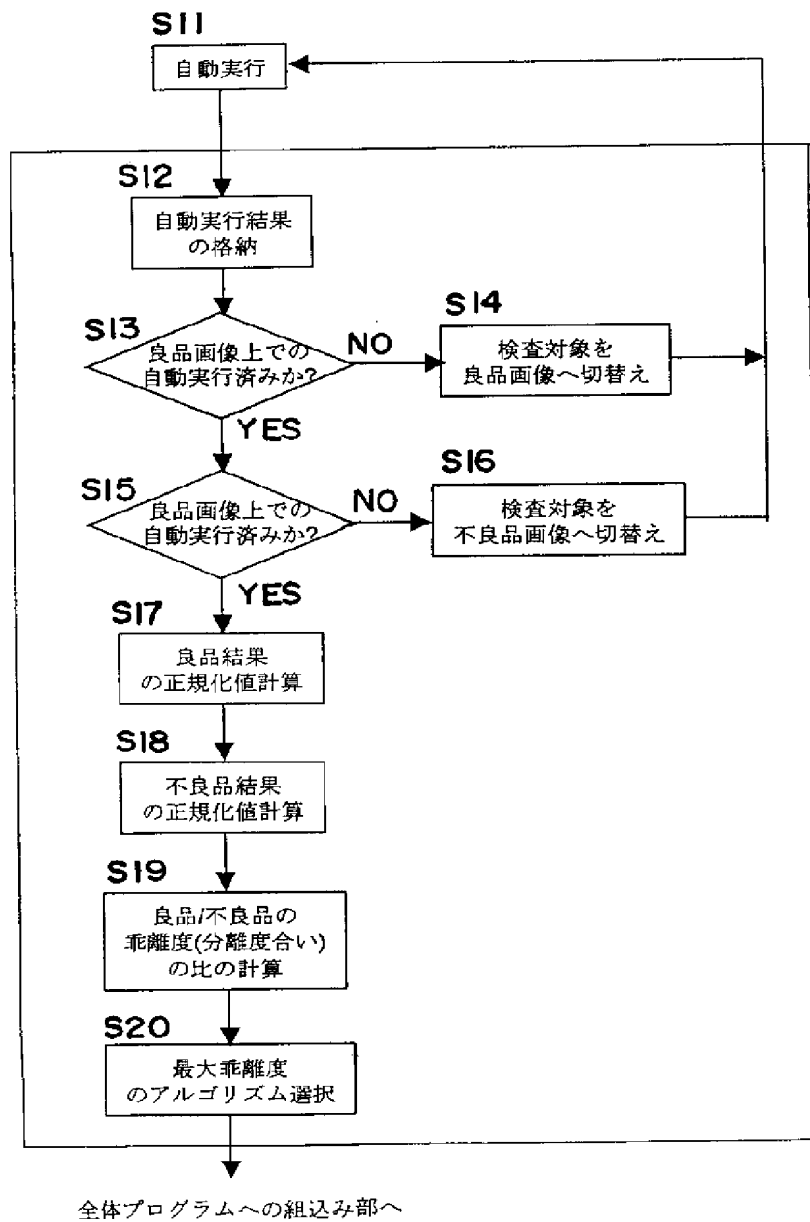 S11
自動実行
S12
自動実行結果
の格納
S13
良品画像上での
自動実行済みか?
NO
S14
検査対象を
良品画像へ切替え
YES
S15
良品画像上での
自動実行済みか?
NO
S16
検査対象を
不良品画像へ切替え
YES
S17
良品結果
の正規化値計算
S18
不良品結果
の正規化値計算
S19
良品/不良品の
乖離度(分離度合い)
の比の計算
S20
最大乖離度
のアルゴリズム選択
全体プログラムへの組込み部へ